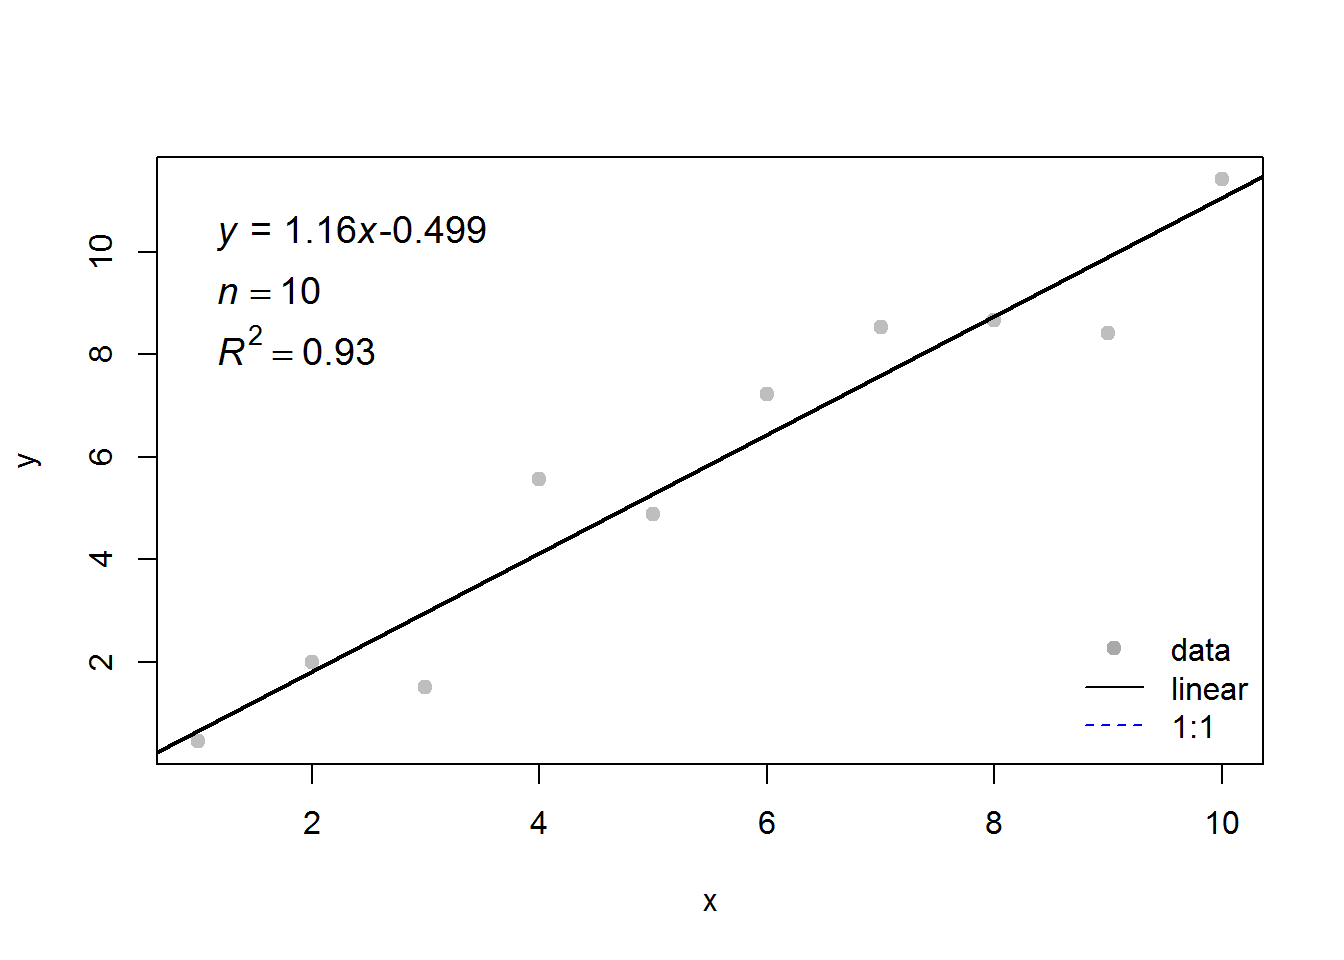 y = 1.16x-0.499
n = 10
R² = 0.93
10
8
6
4
2
y
data
linear
1:1
2 4 6 8 10
x